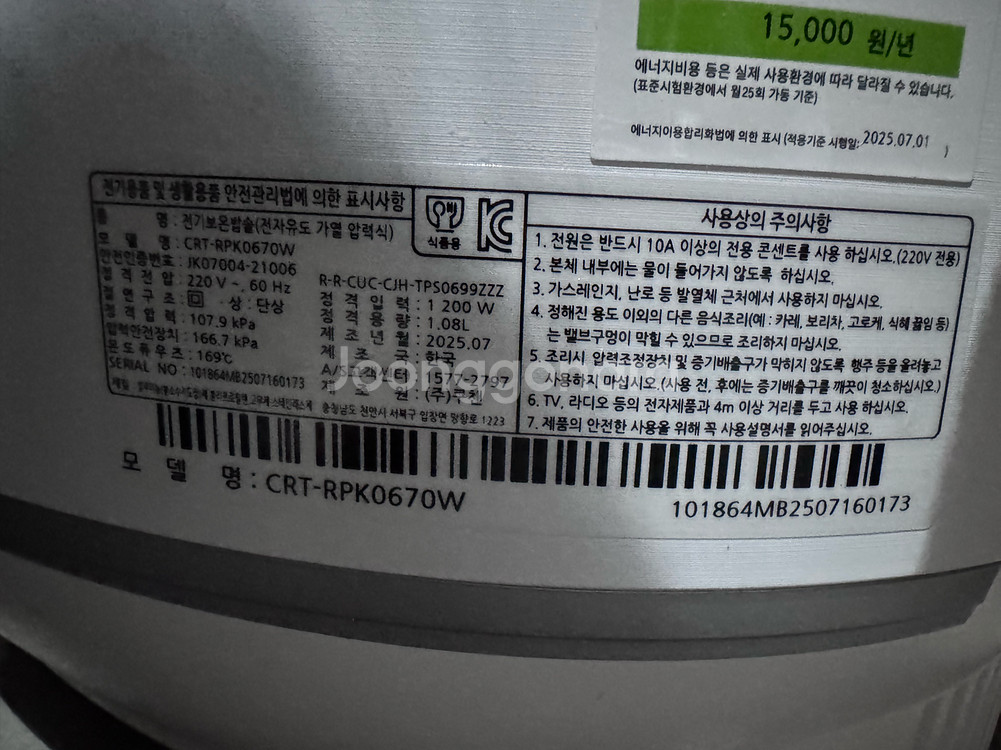 15,000 원/년
에너지비용 등은 실제 사용환경에 따라 달라질 수 있습니다.
(표준시험환경에서 월25회 가동 기준)
에너지이용합리화법에 의한 표시 (적용기준 시행일: 2025.07.01 )
전기용품 및 생활용품 안전관리법에 의한 표시사항
품 명 : 전기보온밥솥(전자유도 가열 압력식)
식품용
모 델 명 : CRT-RPK0670W
안전인증번호 : JK07004-21006
R-R-CUC-CJH-TPS0699ZZZ
정 격 전 압 : 220 V ~, 60 Hz
정 격 입 력 : 1 200 W
절 연 구 조 : 상 : 단상
정 격 용 량 : 1.08L
정 격 압 력 : 107.9 kPa
제 조 년 월 : 2025.07
압력안전장치 : 166.7 kPa
제 조 국 : 한국
온 도 퓨 즈 : 169℃
A/S고객센터 : 1577-2797
SERIAL NO : 101864MB2507160173
제 조 원 : (주)쿠첸
충청남도 천안시 서북구 입장면 망향로 1223
사용상의 주의사항
1. 전원은 반드시 10A 이상의 전용 콘센트를 사용 하십시오.(220V 전용)
2. 본체 내부에는 물이 들어가지 않도록 하십시오.
3. 가스레인지, 난로 등 발열체 근처에서 사용하지 마십시오.
4. 정해진 용도 이외의 다른 음식조리(예 : 카레, 보리차, 고로케, 식혜 끓임 등)
는 밸브구멍이 막힐 수 있으므로 조리하지 마십시오.
5. 조리시 압력조정장치 및 증기배출구가 막히지 않도록 행주 등을 올려놓고
사용하지 마십시오.(사용 전, 후에는 증기배출구를 깨끗이 청소하십시오.)
6. TV, 라디오 등의 전자제품과 4m 이상 거리를 두고 사용 하십시오.
7. 제품의 안전한 사용을 위해 꼭 사용설명서를 읽어주십시오.
모 델 명 : CRT-RPK0670W
101864MB2507160173